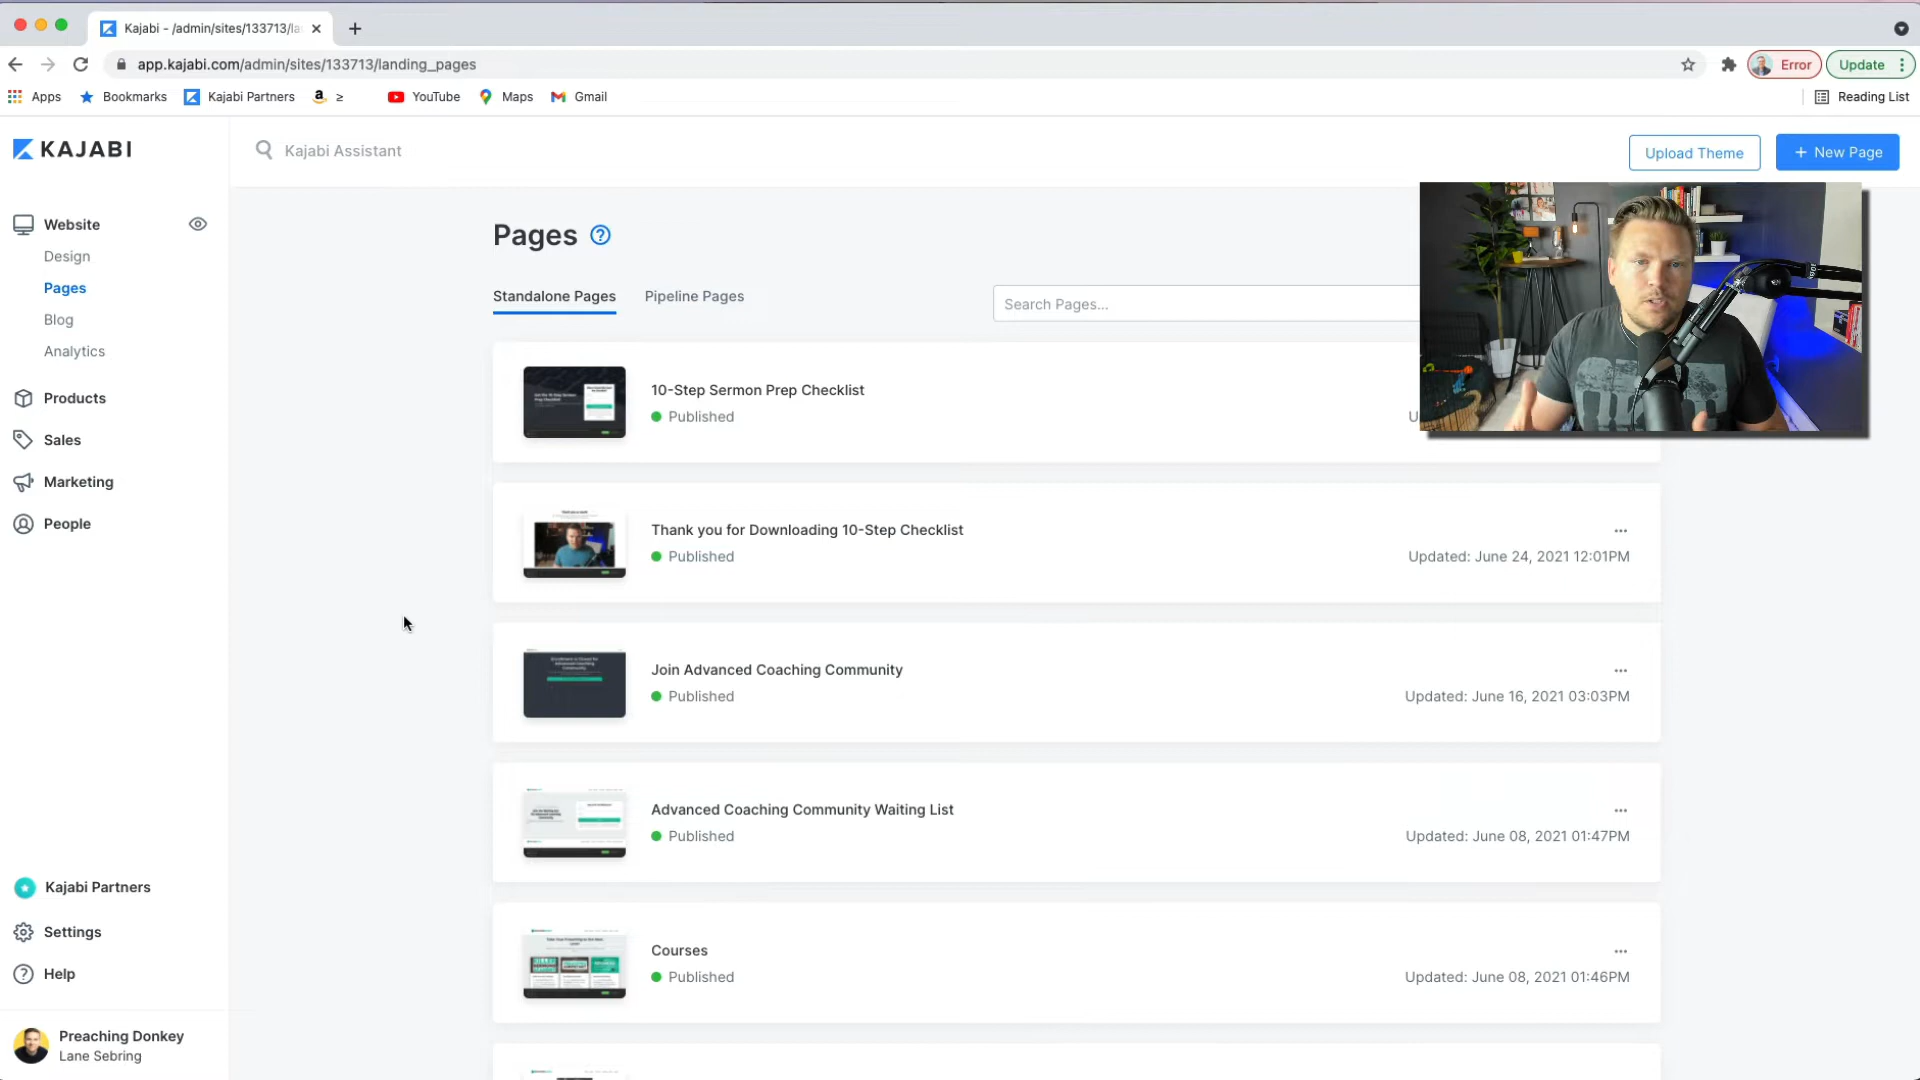 Kajabi - /admin/sites/133713/la
app.kajabi.com/admin/sites/133713/landing_pages
Error
Update
Apps
Bookmarks
Kajabi Partners
≥
YouTube
Maps
Gmail
Reading List
KAJABI
Kajabi Assistant
Upload Theme
+ New Page
Website
Design
Pages
Blog
Analytics
Products
Sales
Marketing
People
Kajabi Partners
Settings
Help
Preaching Donkey
Lane Sebring
Pages
Standalone Pages
Pipeline Pages
Search Pages...
10-Step Sermon Prep Checklist
Published
Thank you for Downloading 10-Step Checklist
Published
Updated: June 24, 2021 12:01PM
Join Advanced Coaching Community
Published
Updated: June 16, 2021 03:03PM
Advanced Coaching Community Waiting List
Published
Updated: June 08, 2021 01:47PM
Courses
Published
Updated: June 08, 2021 01:46PM